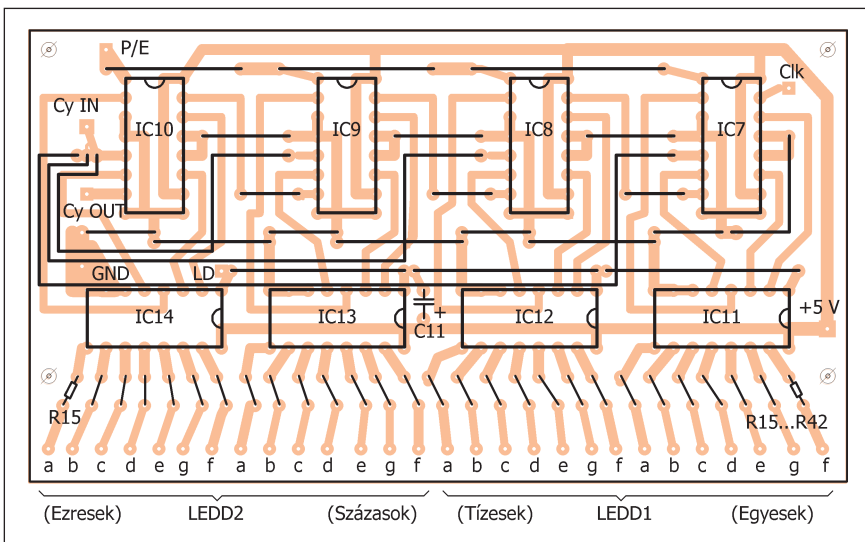 P/E
Clk
Cy IN
IC10
IC9
IC8
IC7
Cy OUT
GND
LD
+5 V
IC14
IC13
+
C11
IC12
IC11
R15
R15...R42
a b c d e g f a b c d e g f a b c d e g f a b c d e g f
(Ezresek) LEDD2 (Százasok) (Tízesek) LEDD1 (Egyesek)